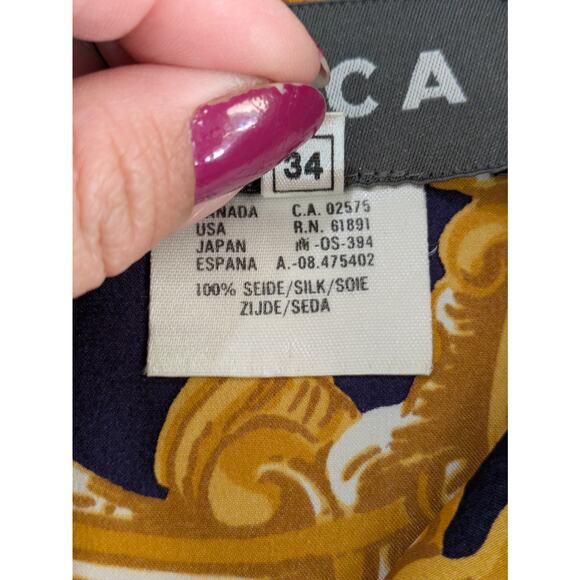 CA
34
CANADA C.A. 02575
USA R.N. 61891
JAPAN -OS-394
ESPANA A.-08.475402
100% SEIDE/SILK/SOIE
ZIJDE/SEDA